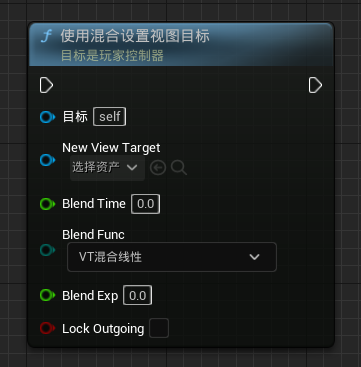 f 使用混合设置视图目标
目标是玩家控制器
目标 self
New View Target
选择资产
Blend Time 0.0
Blend Func
VT混合线性
Blend Exp 0.0
Lock Outgoing